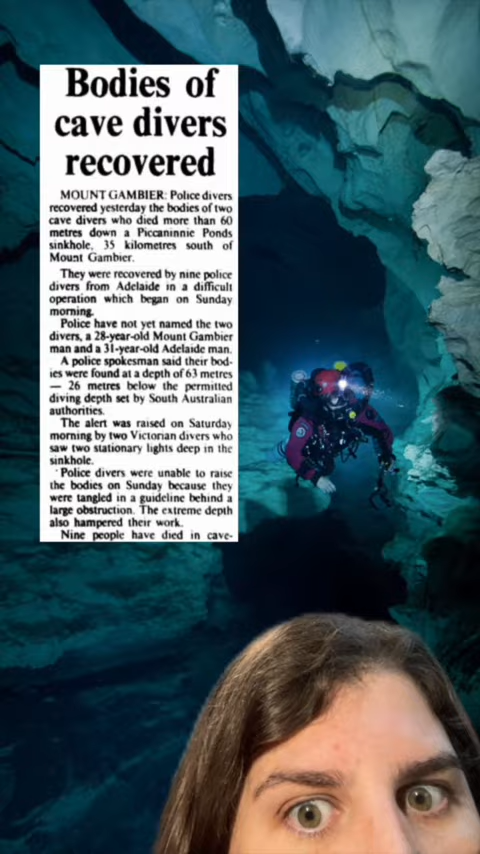 Bodies of
cave divers
recovered
MOUNT GAMBIER: Police divers
recovered yesterday the bodies of two
cave divers who died more than 60
metres down a Piccaninnie Ponds
sinkhole, 35 kilometres south of
Mount Gambier.
They were recovered by nine police
divers from Adelaide in a difficult
operation which began on Sunday
morning.
Police have not yet named the two
divers, a 28-year-old Mount Gambier
man and a 31-year-old Adelaide man.
A police spokesman said their bod-
ies were found at a depth of 63 metres
— 26 metres below the permitted
diving depth set by South Australian
authorities.
The alert was raised on Saturday
morning by two Victorian divers who
saw two stationary lights deep in the
sinkhole.
Police divers were unable to raise
the bodies on Sunday because they
were tangled in a guideline behind a
large obstruction. The extreme depth
also hampered their work.
Nine people have died in cave-